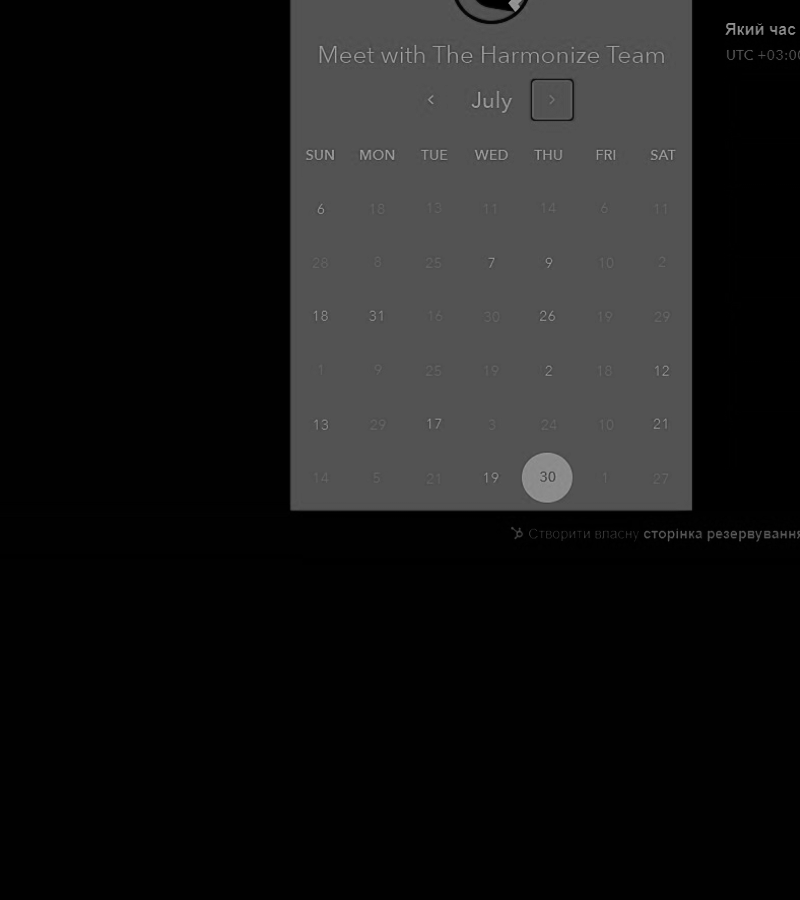 Який час
Meet with The Harmonize Team
UTC +03:00
July
SUN MON TUE WED THU FRI SAT
6 18 13 11 14 6 11
28 8 25 7 9 10 2
18 31 16 30 26 19 29
1 9 25 19 2 18 12
13 29 17 3 24 10 21
14 5 21 19 30 1 27
Створити власну сторінка резервування